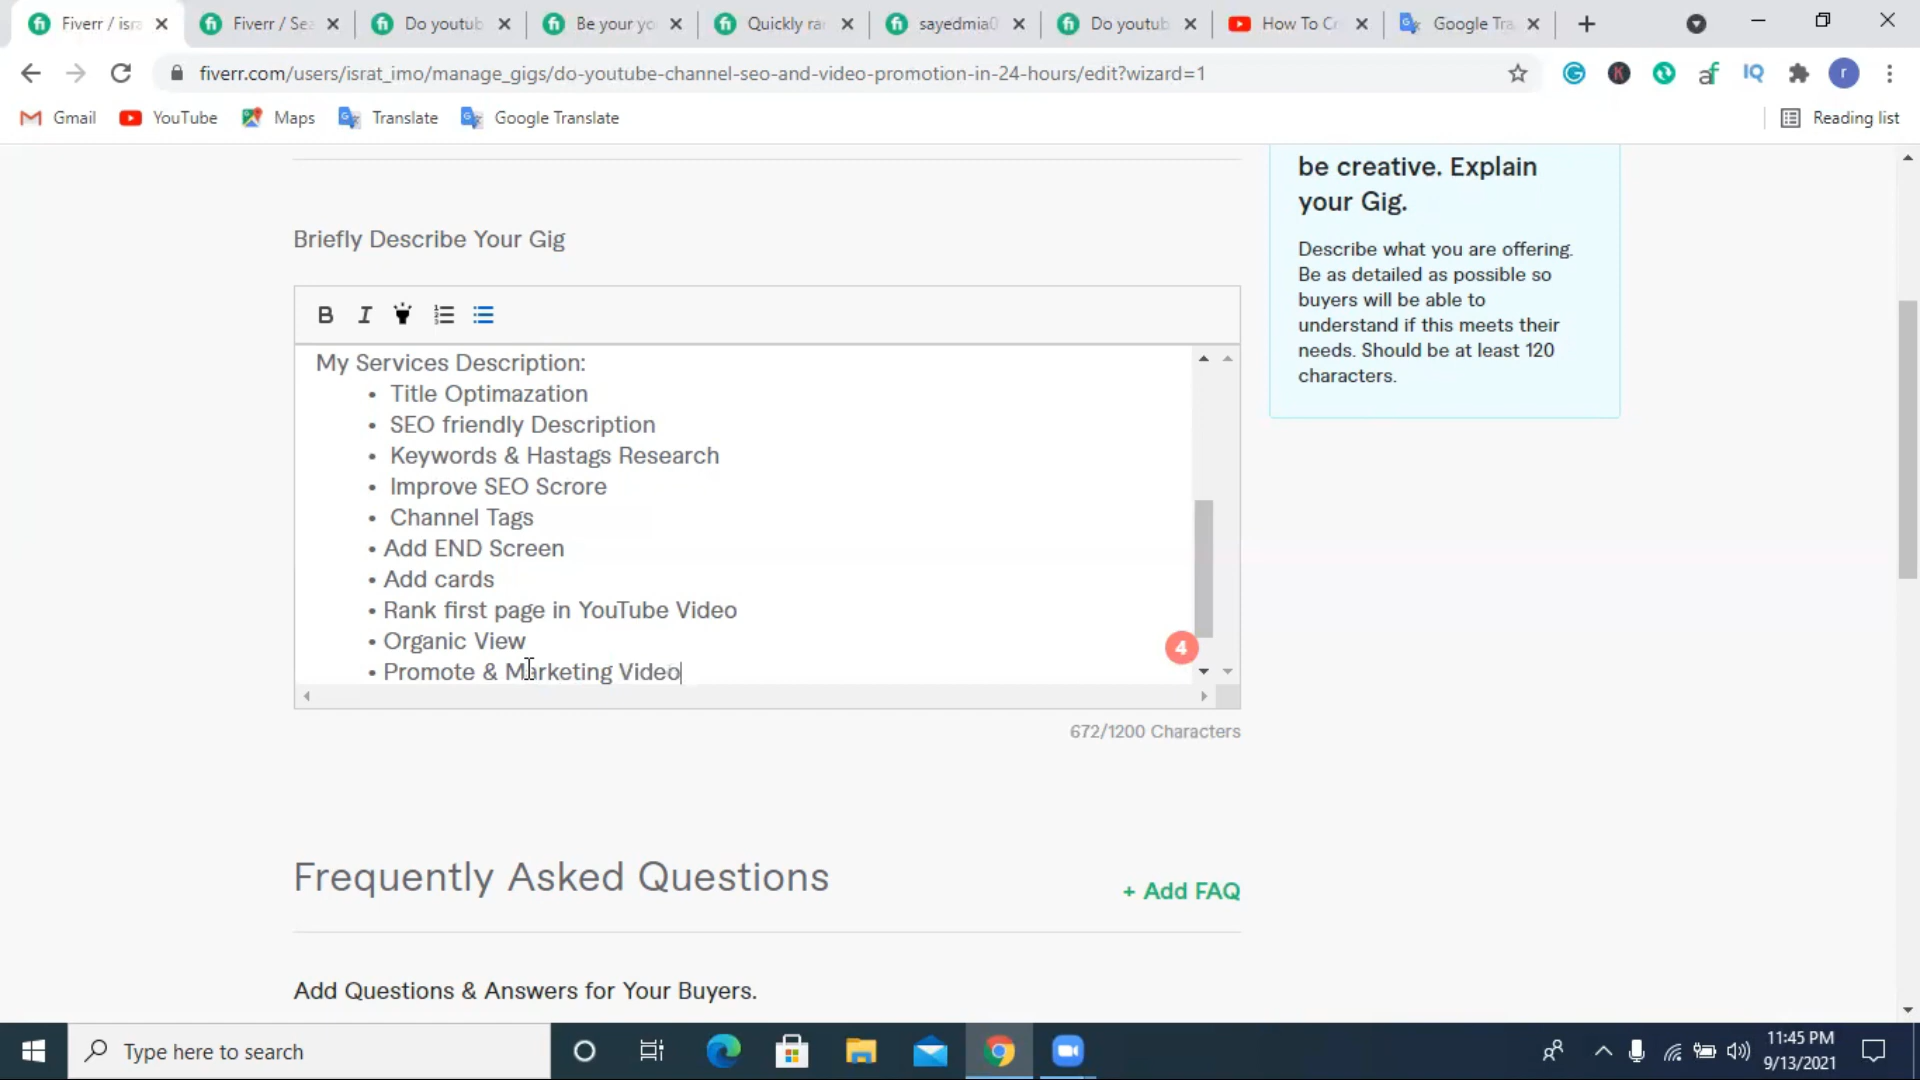 Fiverr / isra
Fiverr / Sea
Do youtub
Be your yo
Quickly ra
sayedmia0
Do youtub
How To Cr
Google Tra
fiverr.com/users/israt_imo/manage_gigs/do-youtube-channel-seo-and-video-promotion-in-24-hours/edit?wizard=1
IQ
r
Gmail
YouTube
Maps
Translate
Google Translate
Reading list
be creative. Explain
your Gig.
Describe what you are offering.
Be as detailed as possible so
buyers will be able to
understand if this meets their
needs. Should be at least 120
characters.
Briefly Describe Your Gig
B I
My Services Description:
• Title Optimazation
• SEO friendly Description
• Keywords & Hastags Research
• Improve SEO Scrore
• Channel Tags
• Add END Screen
• Add cards
• Rank first page in YouTube Video
• Organic View
• Promote & Marketing Video
4
672/1200 Characters
Frequently Asked Questions
+ Add FAQ
Add Questions & Answers for Your Buyers.
Type here to search
11:45 PM
9/13/2021